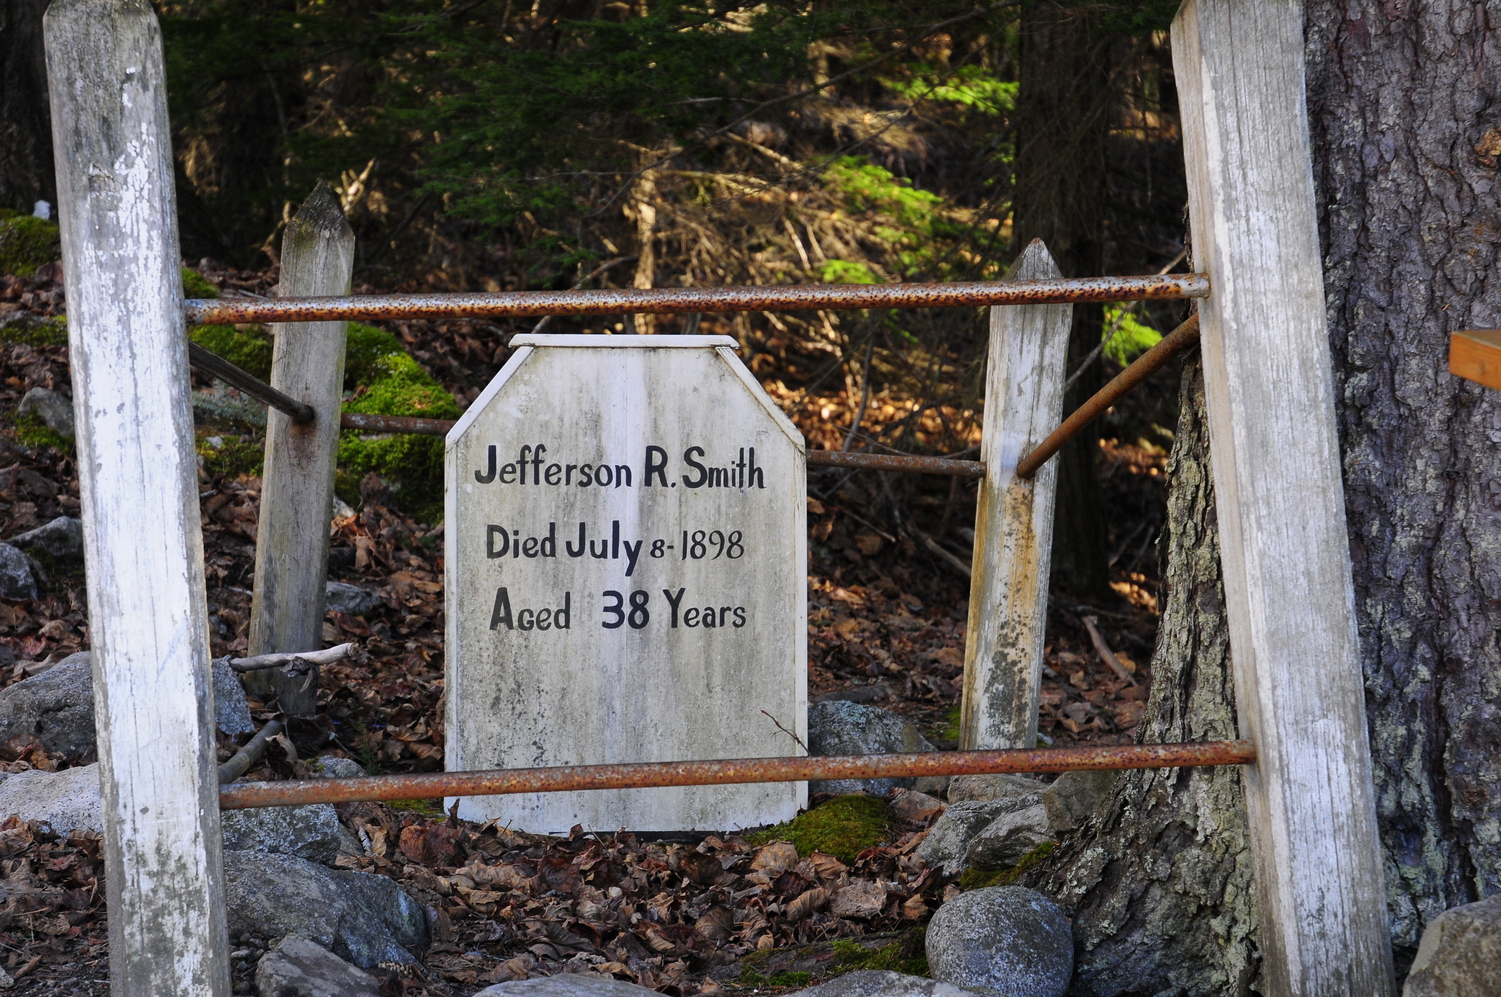 Jefferson R. Smith
Died July 8-1898
Aged 38 Years